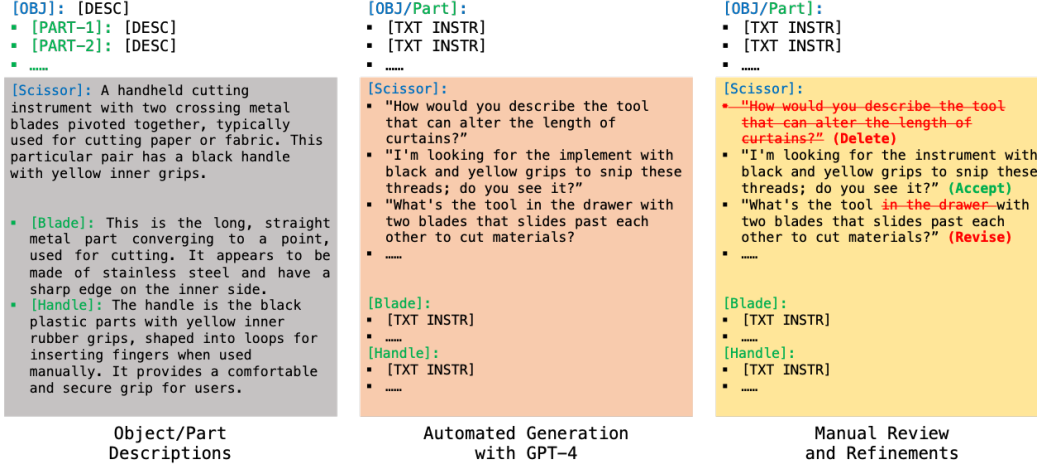 [OBJ]: [DESC]
▪ [PART-1]: [DESC]
▪ [PART-2]: [DESC]
▪ ……
[Scissor]: A handheld cutting
instrument with two crossing metal
blades pivoted together, typically
used for cutting paper or fabric. This
particular pair has a black handle
with yellow inner grips.
▪ [Blade]: This is the long, straight
metal part converging to a point,
used for cutting. It appears to be
made of stainless steel and have a
sharp edge on the inner side.
▪ [Handle]: The handle is the black
plastic parts with yellow inner
rubber grips, shaped into loops for
inserting fingers when used
manually. It provides a comfortable
and secure grip for users.
Object/Part
Descriptions
[OBJ/Part]:
▪ [TXT INSTR]
▪ [TXT INSTR]
▪ ……
[Scissor]:
▪ "How would you describe the tool
that can alter the length of
curtains?”
▪ "I'm looking for the implement with
black and yellow grips to snip these
threads; do you see it?”
▪ "What's the tool in the drawer with
two blades that slides past each
other to cut materials?
▪ ……
[Blade]:
▪ [TXT INSTR]
▪ ……
[Handle]:
▪ [TXT INSTR]
▪ ……
Automated Generation
with GPT-4
[OBJ/Part]:
▪ [TXT INSTR]
▪ [TXT INSTR]
▪ ……
[Scissor]:
▪ "How would you describe the tool
that can alter the length of
curtains?” (Delete)
▪ "I'm looking for the instrument with
black and yellow grips to snip these
threads; do you see it?” (Accept)
▪ "What's the tool in the drawer with
two blades that slides past each
other to cut materials?” (Revise)
▪ ……
[Blade]:
▪ [TXT INSTR]
▪ ……
[Handle]:
▪ [TXT INSTR]
▪ ……
Manual Review
and Refinements